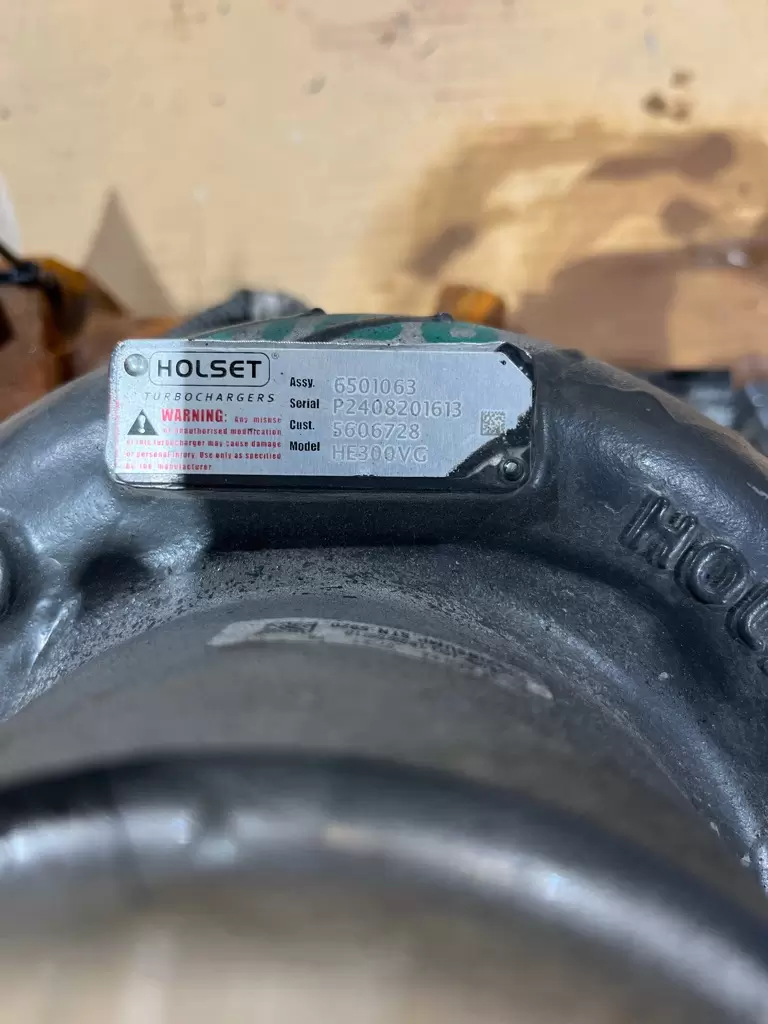 HOLSET®
TURBOCHARGERS
WARNING: Any misuse
or unauthorised modification
of this turbocharger may cause damage
or personal injury. Use only as specified
by the manufacturer
Assy. 6501063
Serial P2408201613
Cust. 5606728
Model HE300VG
HOL